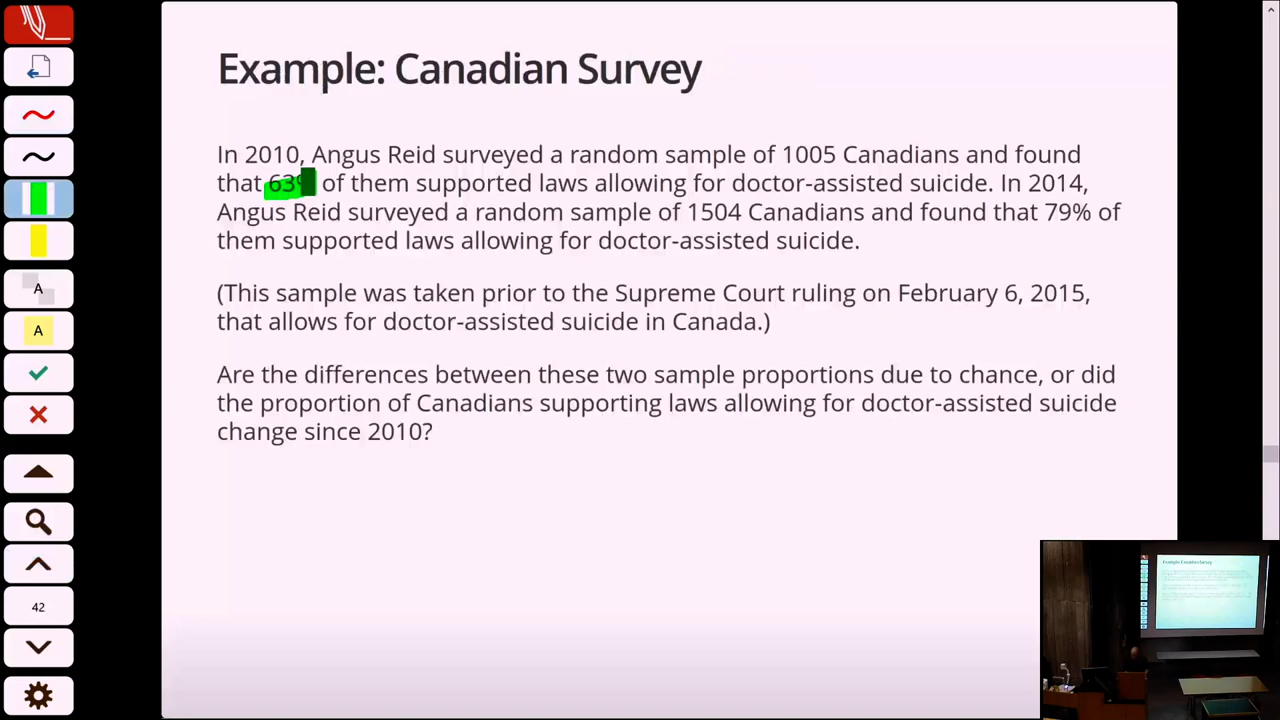 Example: Canadian Survey
In 2010, Angus Reid surveyed a random sample of 1005 Canadians and found
that 63% of them supported laws allowing for doctor-assisted suicide. In 2014,
Angus Reid surveyed a random sample of 1504 Canadians and found that 79% of
them supported laws allowing for doctor-assisted suicide.
(This sample was taken prior to the Supreme Court ruling on February 6, 2015,
that allows for doctor-assisted suicide in Canada.)
Are the differences between these two sample proportions due to chance, or did
the proportion of Canadians supporting laws allowing for doctor-assisted suicide
change since 2010?
A
A
42
Example: Canadian Survey